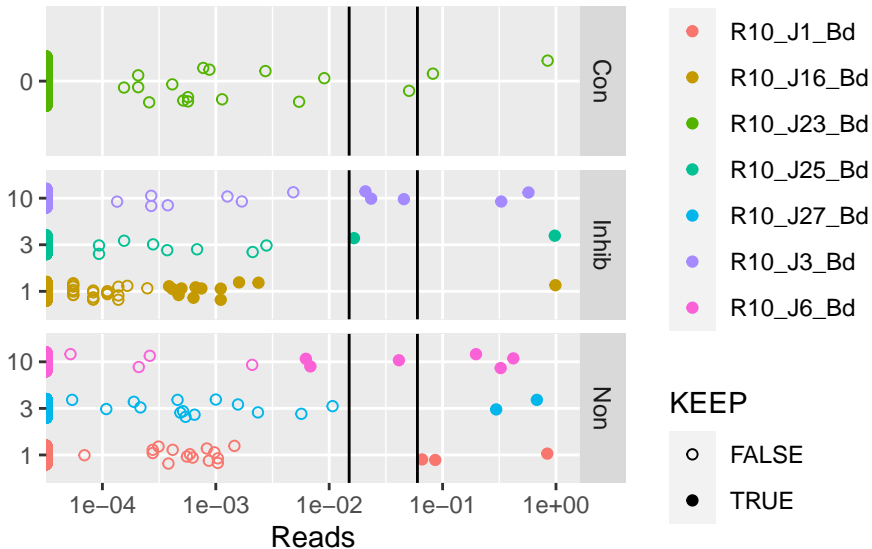 0
Con
10
3
1
Inhib
10
3
1
Non
1e−04
1e−03
1e−02
1e−01
1e+00
Reads
R10_J1_Bd
R10_J16_Bd
R10_J23_Bd
R10_J25_Bd
R10_J27_Bd
R10_J3_Bd
R10_J6_Bd
KEEP
FALSE
TRUE